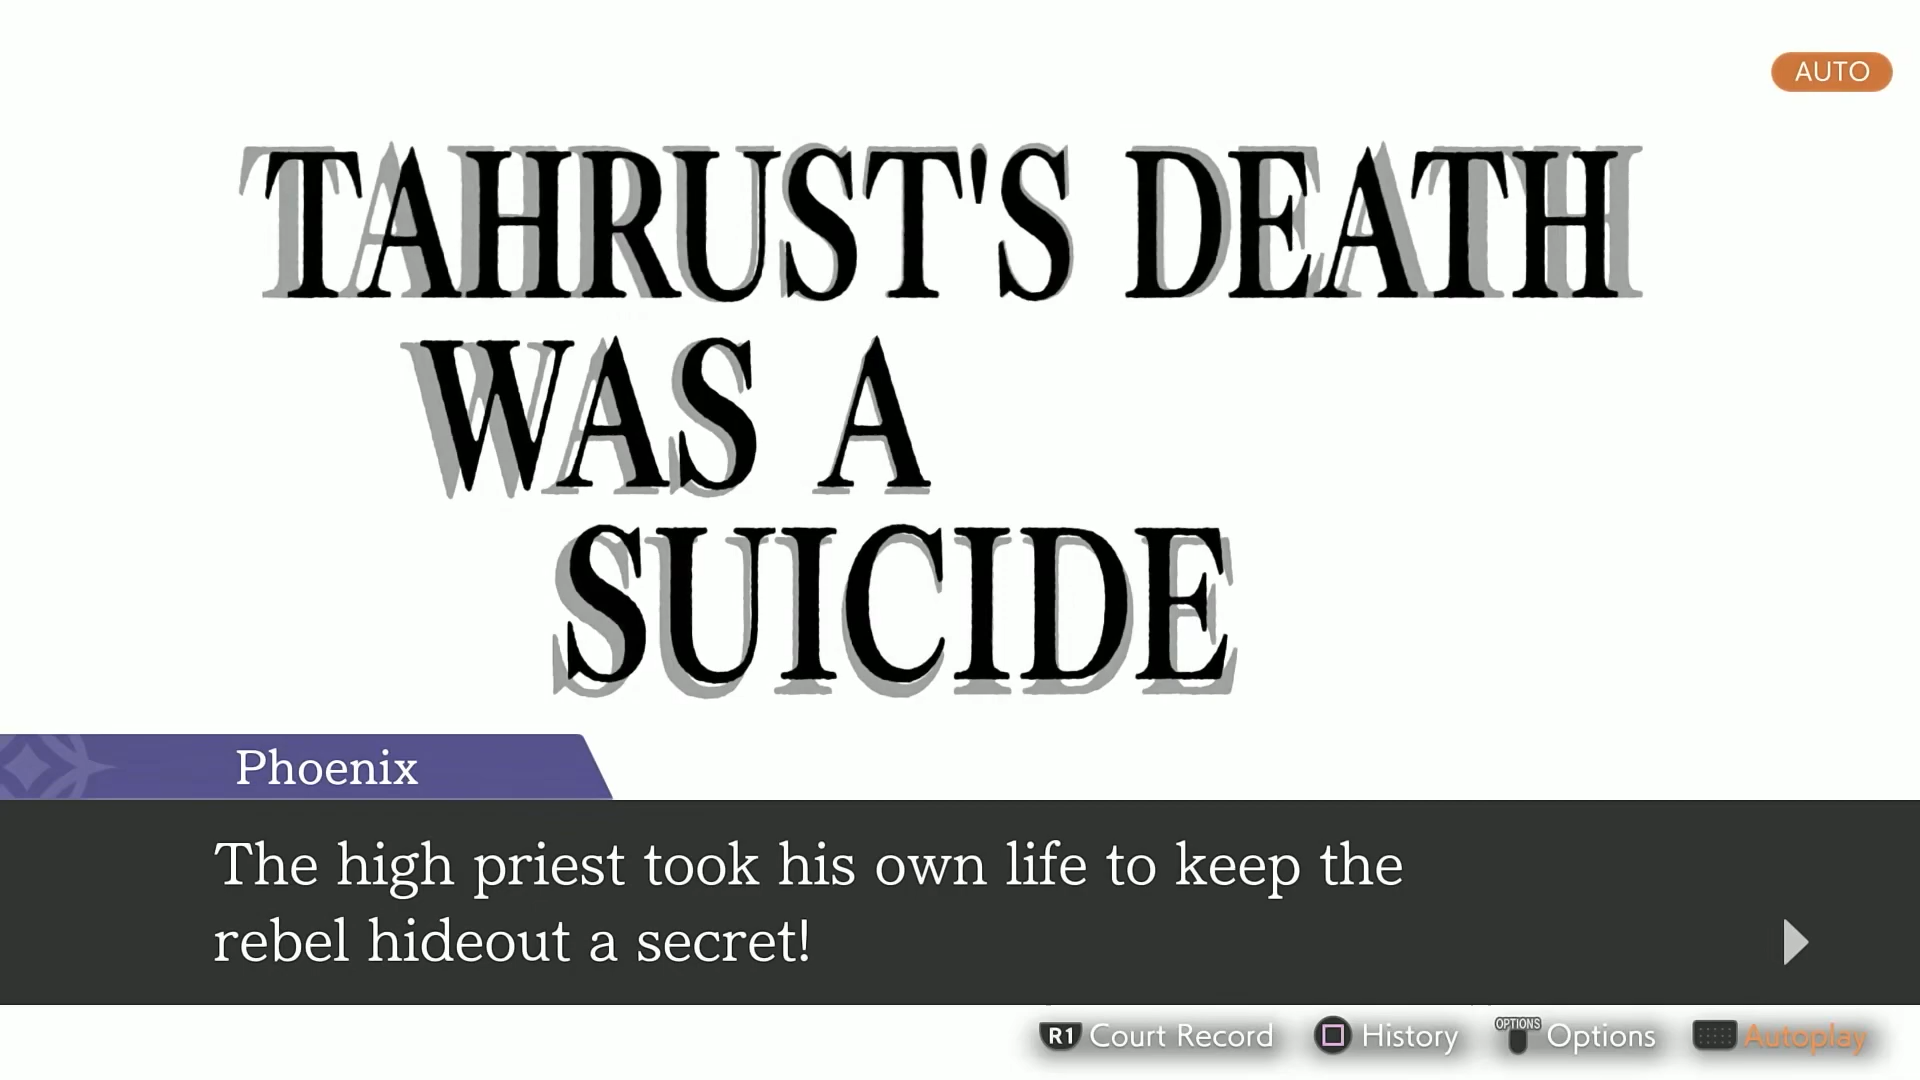 AUTO
TAHRUST'S DEATH
WAS A
SUICIDE
Phoenix
The high priest took his own life to keep the
rebel hideout a secret!
R1 Court Record History OPTIONS Options Autoplay